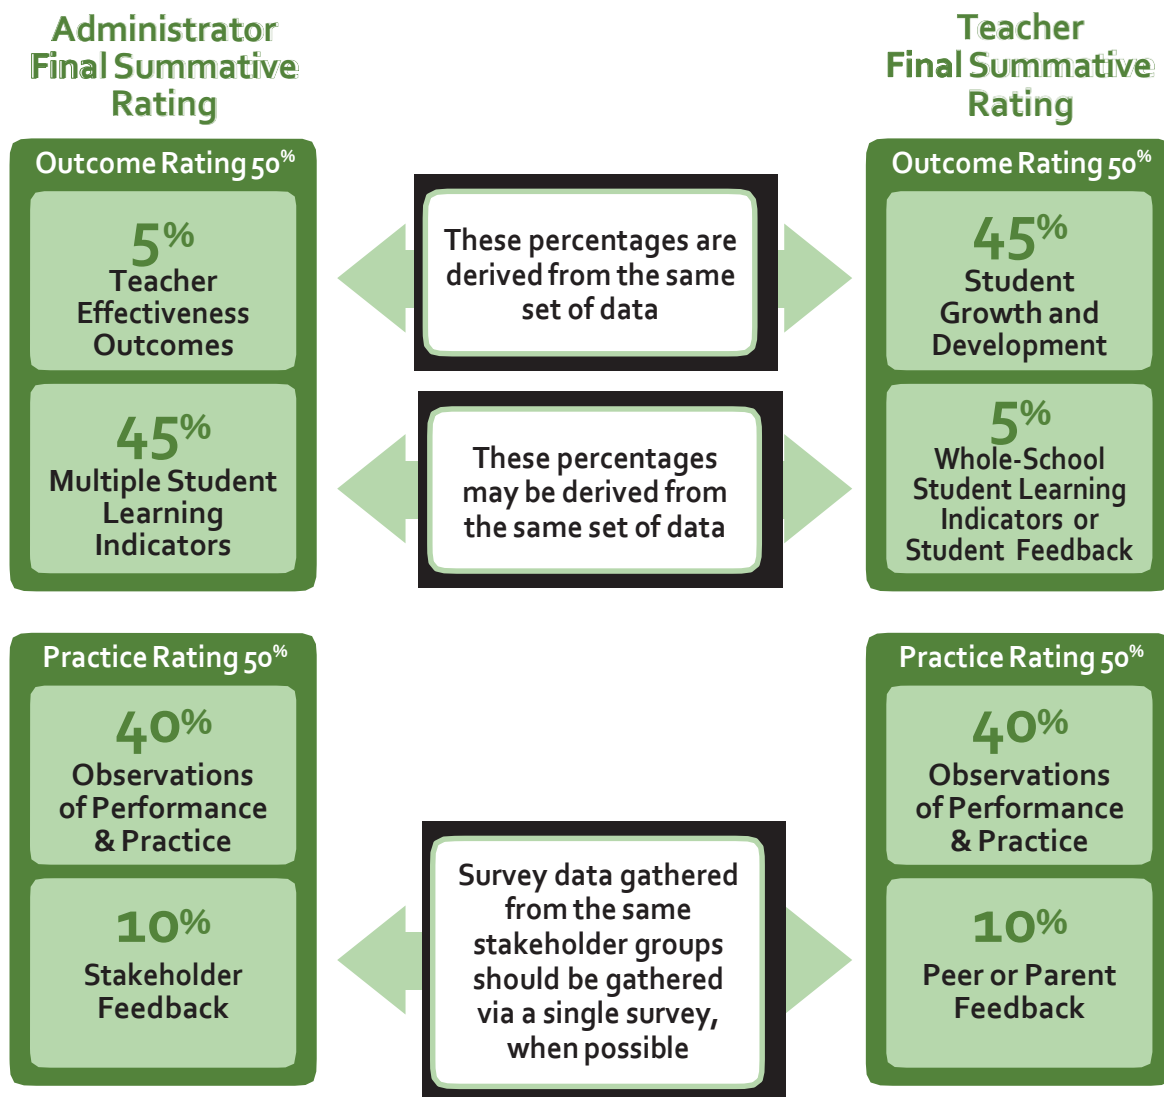 Administrator
Final Summative
Rating
Outcome Rating 50%
5%
Teacher
Effectiveness
Outcomes
45%
Multiple Student
Learning
Indicators
Practice Rating 50%
40%
Observations
of Performance
& Practice
10%
Stakeholder
Feedback
These percentages are
derived from the same
set of data
These percentages
may be derived from
the same set of data
Survey data gathered
from the same
stakeholder groups
should be gathered
via a single survey,
when possible
Teacher
Final Summative
Rating
Outcome Rating 50%
45%
Student
Growth and
Development
5%
Whole-School
Student Learning
Indicators or
Student Feedback
Practice Rating 50%
40%
Observations
of Performance
& Practice
10%
Peer or Parent
Feedback